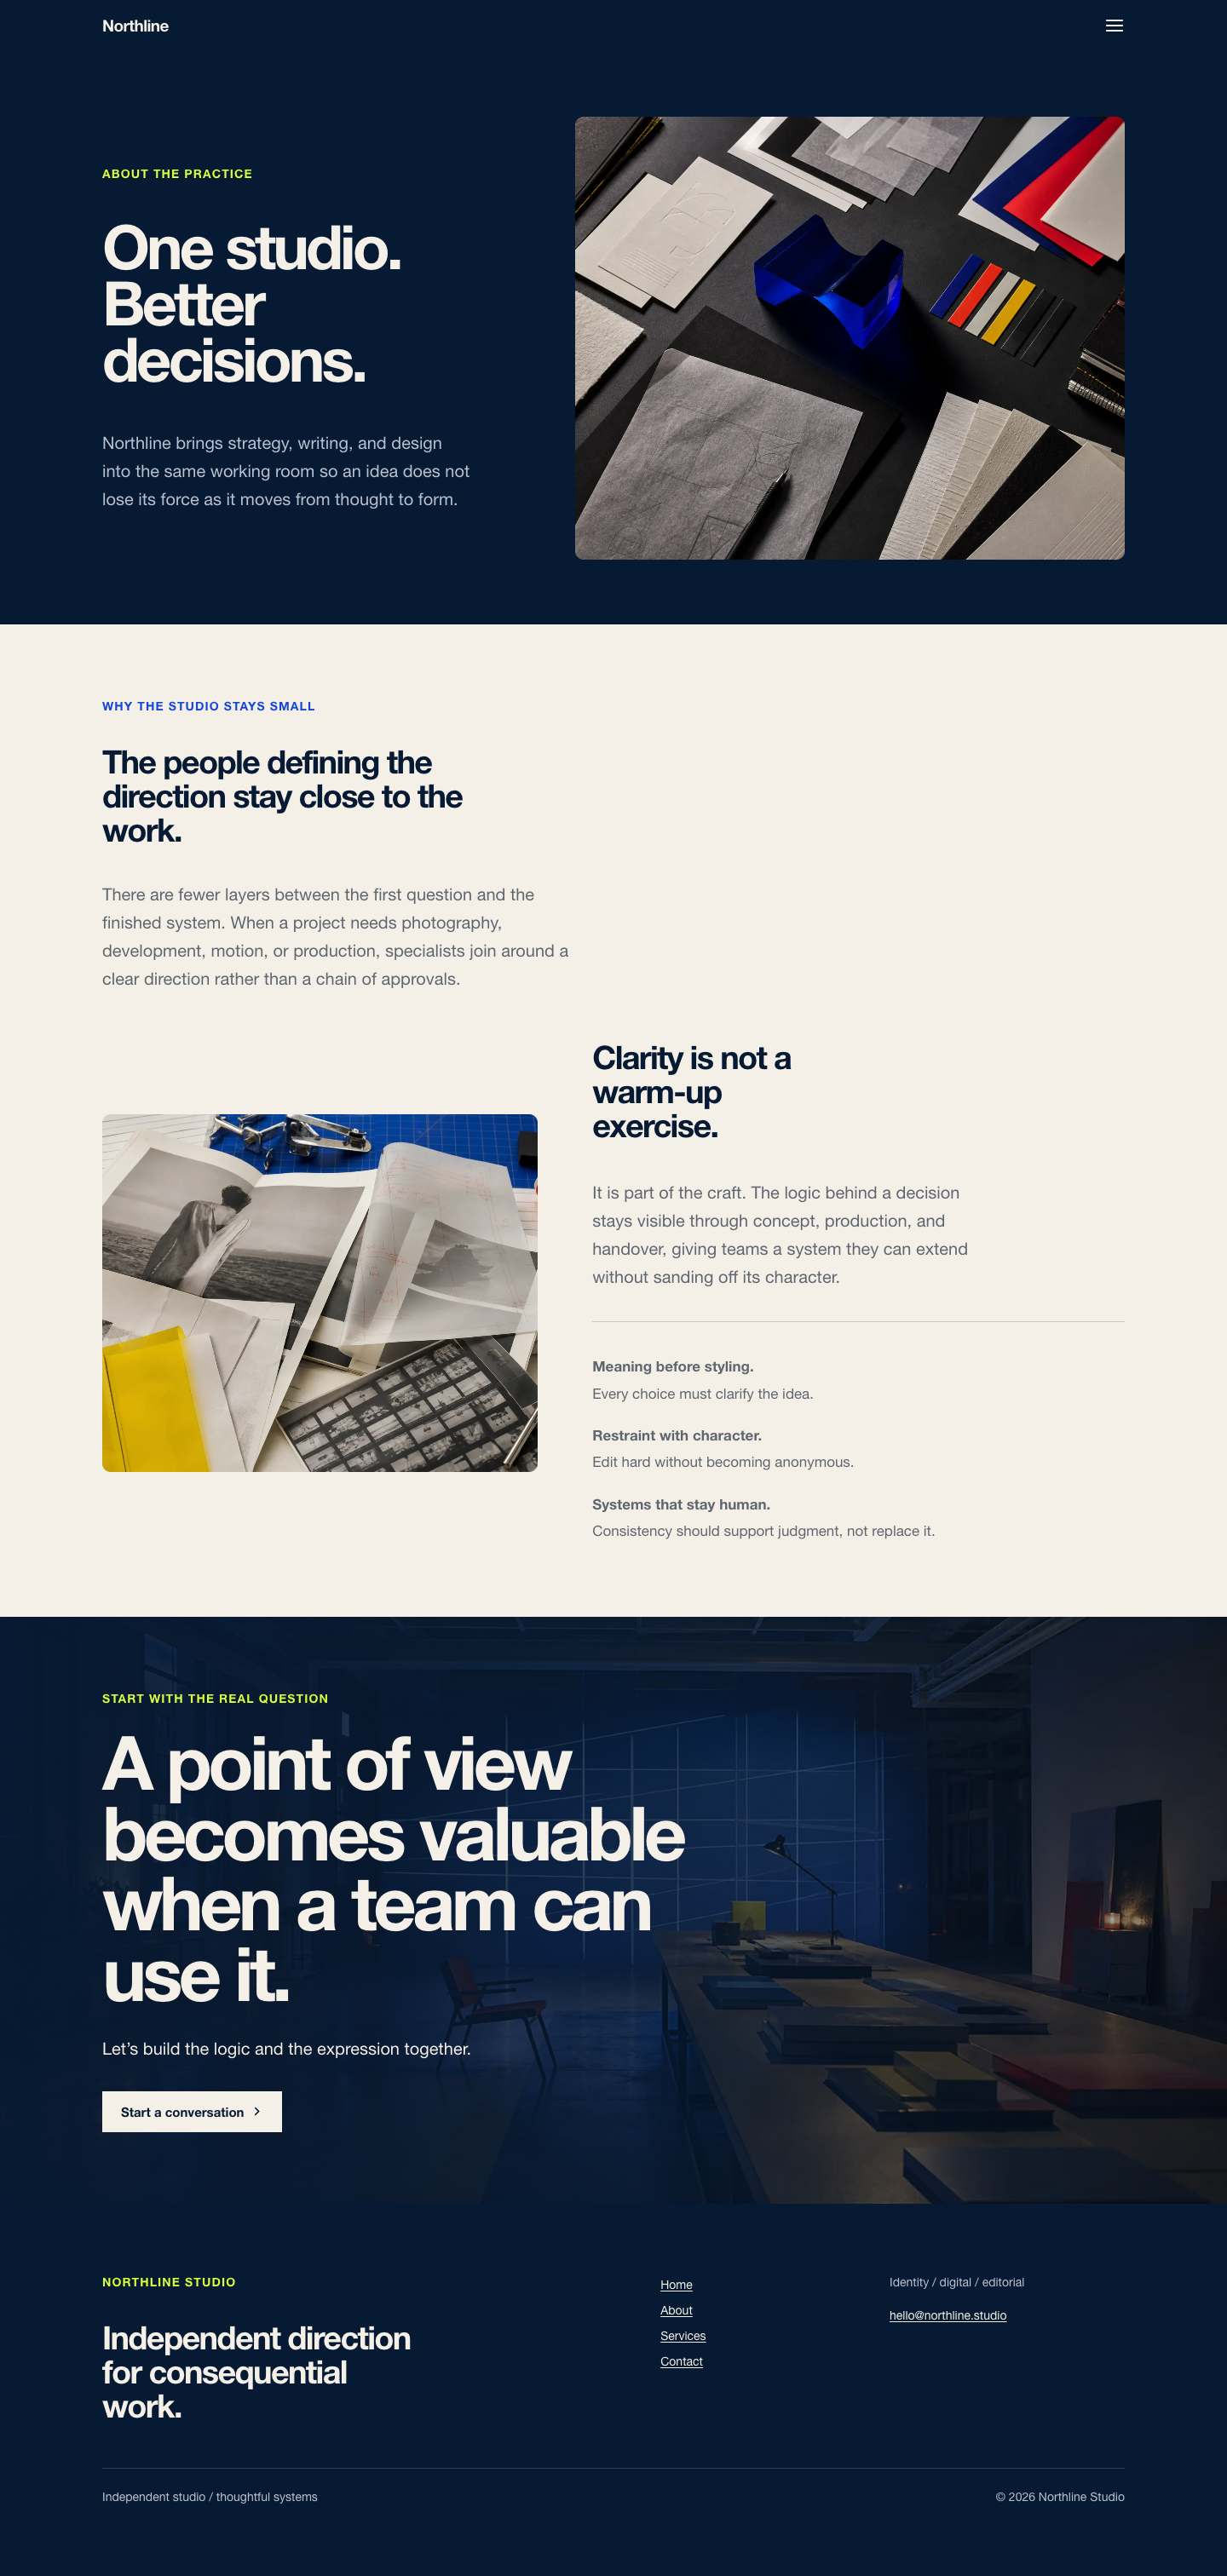 Northline
ABOUT THE PRACTICE
One studio.
Better
decisions.
Northline brings strategy, writing, and design
into the same working room so an idea does not
lose its force as it moves from thought to form.
WHY THE STUDIO STAYS SMALL
The people defining the
direction stay close to the
work.
There are fewer layers between the first question and the
finished system. When a project needs photography,
development, motion, or production, specialists join around a
clear direction rather than a chain of approvals.
Clarity is not a
warm-up
exercise.
It is part of the craft. The logic behind a decision
stays visible through concept, production, and
handover, giving teams a system they can extend
without sanding off its character.
Meaning before styling.
Every choice must clarify the idea.
Restraint with character.
Edit hard without becoming anonymous.
Systems that stay human.
Consistency should support judgment, not replace it.
START WITH THE REAL QUESTION
A point of view
becomes valuable
when a team can
use it.
Let’s build the logic and the expression together.
Start a conversation
NORTHLINE STUDIO
Independent direction
for consequential
work.
Home
About
Services
Contact
Identity / digital / editorial
hello@northline.studio
Independent studio / thoughtful systems
© 2026 Northline Studio